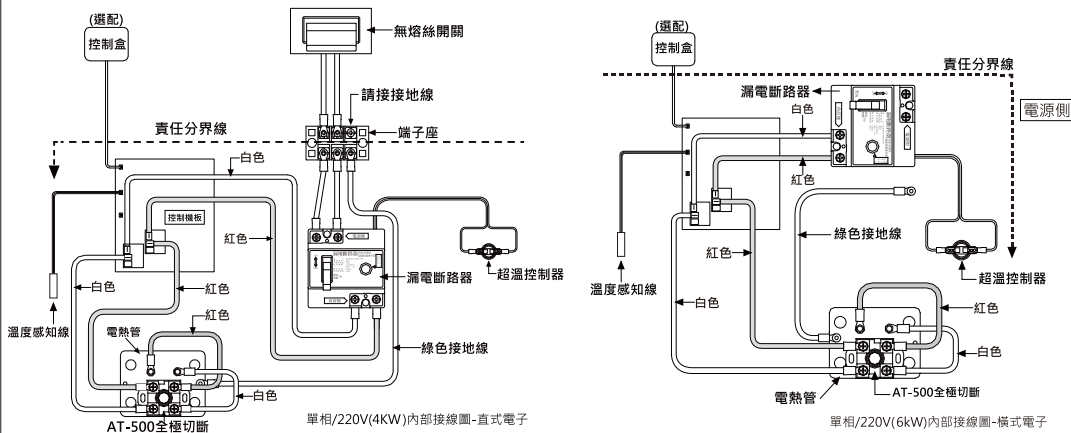 (選配)
控制盒
無熔絲開關
請接接地線
端子座
責任分界線
白色
控制機板
紅色
漏電斷路器
超溫控制器
白色
紅色
溫度感知線
紅色
電熱管
綠色接地線
白色
AT-500全極切斷
單相/220V(4KW)內部接線圖-直式電子
(選配)
控制盒
責任分界線
漏電斷路器
白色
電源側
紅色
綠色接地線
紅色
溫度感知線
超溫控制器
白色
紅色
白色
電熱管
AT-500全極切斷
單相/220V(6kW)內部接線圖-橫式電子